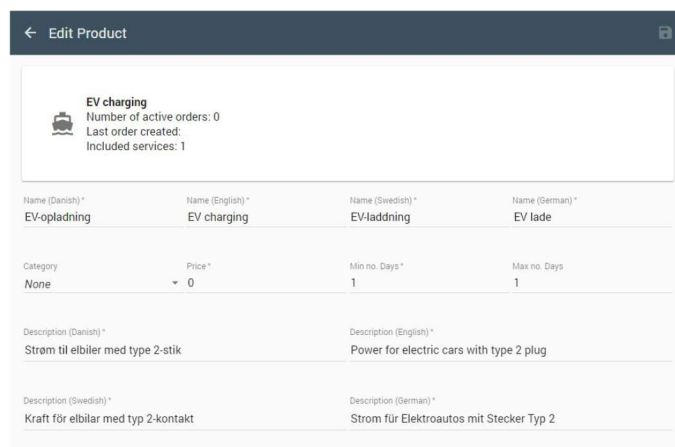 Edit Product
EV charging
Number of active orders: 0
Last order created:
Included services: 1
Name (Danish) * Name (English) * Name (Swedish) * Name (German) *
EV-opladning EV charging EV-laddning EV lade
Category Price * Min no. Days * Max no. Days
None 0 1 1
Description (Danish) * Description (English) *
Strøm til elbiler med type 2-stik Power for electric cars with type 2 plug
Description (Swedish) * Description (German) *
Kraft för elbilar med typ 2-kontakt Strom für Elektroautos mit Stecker Typ 2